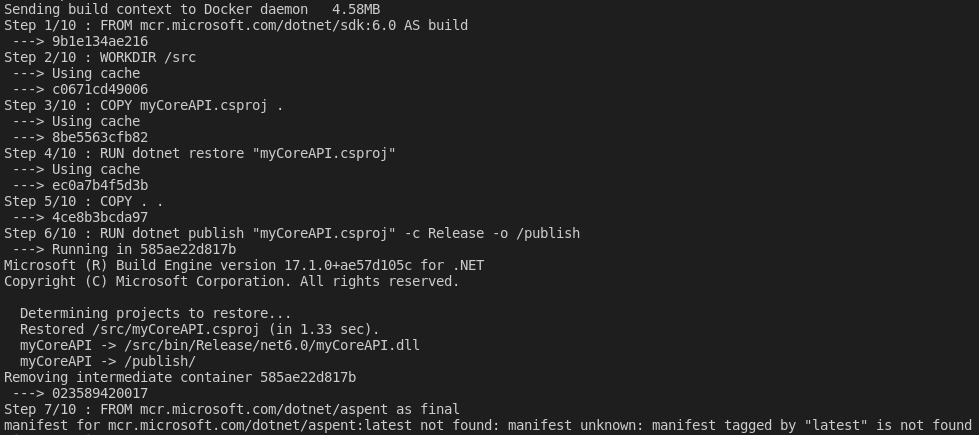 Sending build context to Docker daemon   4.58MB
Step 1/10 : FROM mcr.microsoft.com/dotnet/sdk:6.0 AS build
 ---> 9b1e134ae216
Step 2/10 : WORKDIR /src
 ---> Using cache
 ---> c0671cd49006
Step 3/10 : COPY myCoreAPI.csproj .
 ---> Using cache
 ---> 8be5563cfb82
Step 4/10 : RUN dotnet restore "myCoreAPI.csproj"
 ---> Using cache
 ---> ec0a7b4f5d3b
Step 5/10 : COPY . .
 ---> 4ce8b3bcda97
Step 6/10 : RUN dotnet publish "myCoreAPI.csproj" -c Release -o /publish
 ---> Running in 585ae22d817b
Microsoft (R) Build Engine version 17.1.0+ae57d105c for .NET
Copyright (C) Microsoft Corporation. All rights reserved.

  Determining projects to restore...
  Restored /src/myCoreAPI.csproj (in 1.33 sec).
  myCoreAPI -> /src/bin/Release/net6.0/myCoreAPI.dll
  myCoreAPI -> /publish/
Removing intermediate container 585ae22d817b
 ---> 023589420017
Step 7/10 : FROM mcr.microsoft.com/dotnet/aspent as final
manifest for mcr.microsoft.com/dotnet/aspent:latest not found: manifest unknown: manifest tagged by "latest" is not found